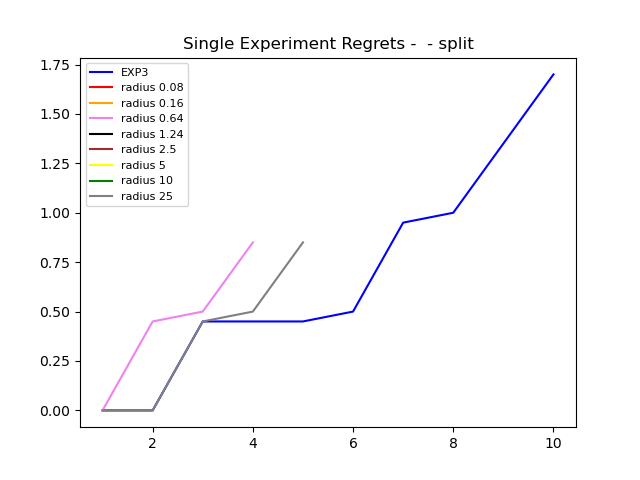 Single Experiment Regrets -  - split
EXP3
radius 0.08
radius 0.16
radius 0.64
radius 1.24
radius 2.5
radius 5
radius 10
radius 25
1.75
1.50
1.25
1.00
0.75
0.50
0.25
0.00
2 4 6 8 10